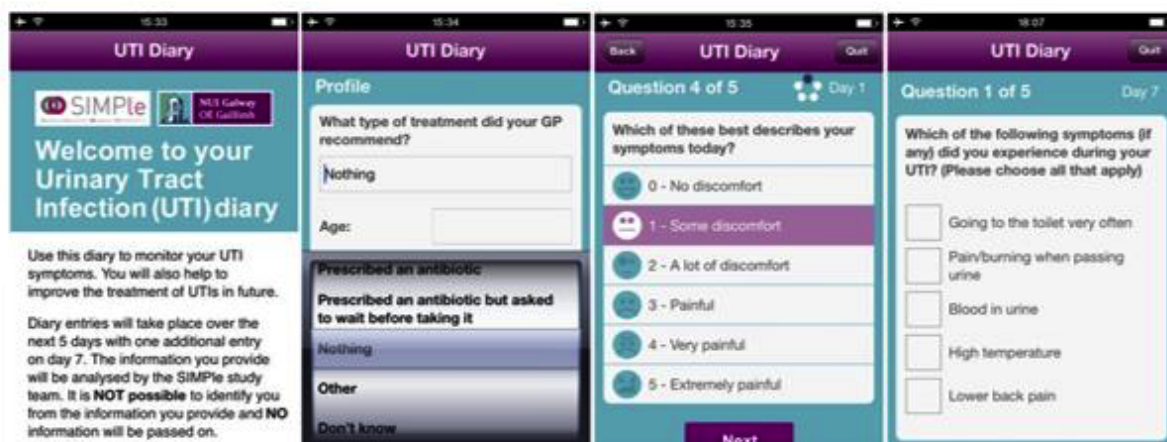 15:33
UTI Diary
SIMPle
NUI Galway
OÉ Gaillimh
Welcome to your
Urinary Tract
Infection (UTI) diary
Use this diary to monitor your UTI
symptoms. You will also help to
improve the treatment of UTIs in future.
Diary entries will take place over the
next 5 days with one additional entry
on day 7. The information you provide
will be analysed by the SIMPle study
team. It is NOT possible to identify you
from the information you provide and NO
information will be passed on.
15:34
UTI Diary
Profile
What type of treatment did your GP
recommend?
Nothing
Age:
Prescribed an antibiotic
Prescribed an antibiotic but asked
to wait before taking it
Nothing
Other
Don't know
15:35
Back
UTI Diary
Quit
Question 4 of 5
Day 1
Which of these best describes your
symptoms today?
0 - No discomfort
1 - Some discomfort
2 - A lot of discomfort
3 - Painful
4 - Very painful
5 - Extremely painful
Next
18:07
UTI Diary
Quit
Question 1 of 5
Day 7
Which of the following symptoms (if
any) did you experience during your
UTI? (Please choose all that apply)
Going to the toilet very often
Pain/burning when passing
urine
Blood in urine
High temperature
Lower back pain